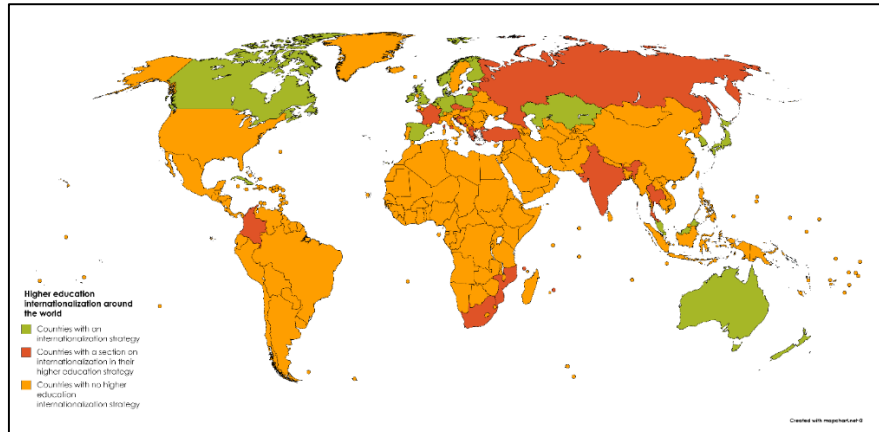 Higher education
internationalization around
the world
Countries with an
internationalization strategy
Countries with a section on
internationalization in their
higher education strategy
Countries with no higher
education
internationalization strategy
Created with mapchart.net ©